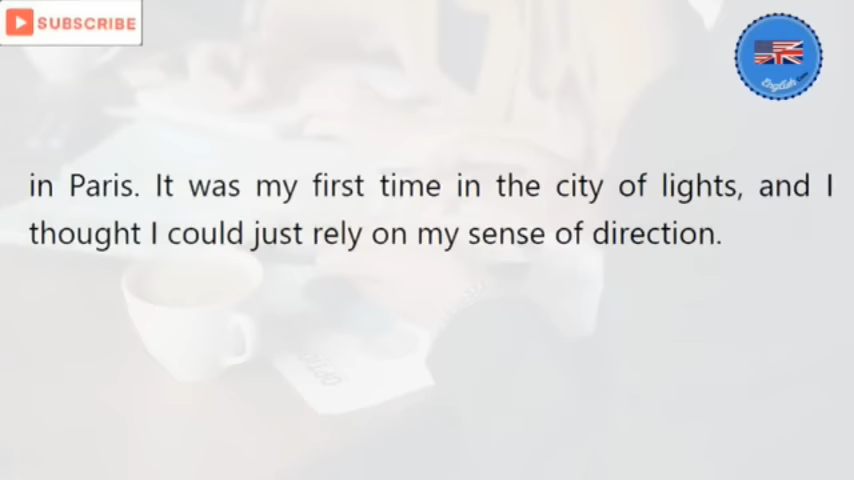 SUBSCRIBE
English
in Paris. It was my first time in the city of lights, and I
thought I could just rely on my sense of direction.